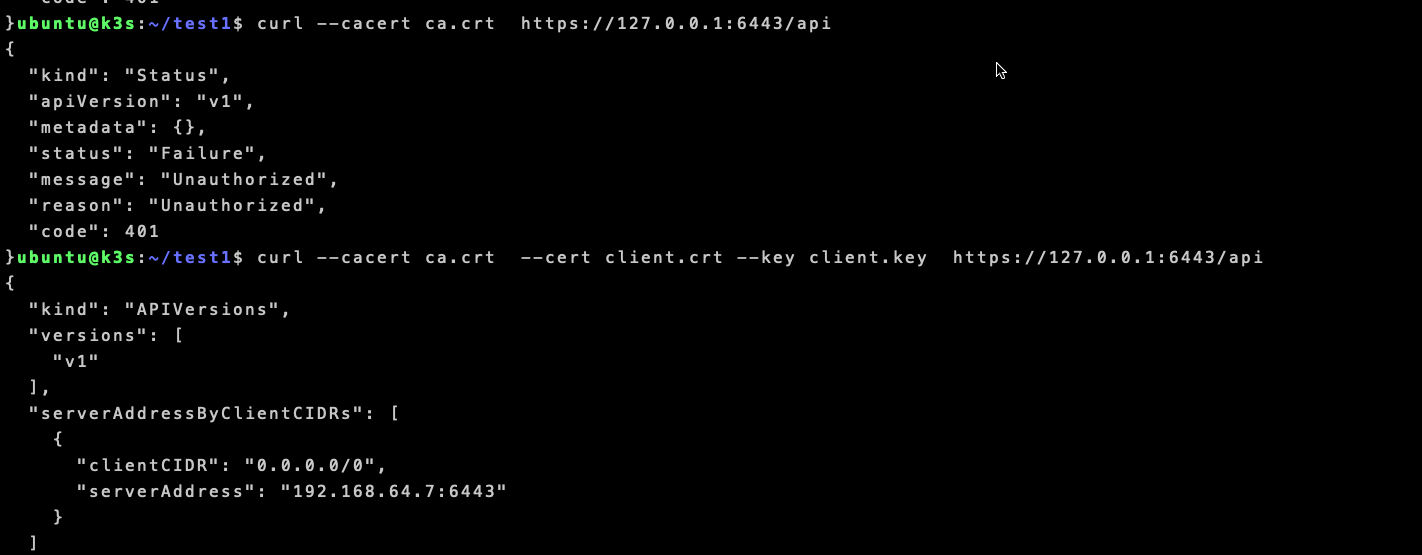 }ubuntu@k3s:~/test1$ curl --cacert ca.crt  https://127.0.0.1:6443/api
{
  "kind": "Status",
  "apiVersion": "v1",
  "metadata": {},
  "status": "Failure",
  "message": "Unauthorized",
  "reason": "Unauthorized",
  "code": 401
}ubuntu@k3s:~/test1$ curl --cacert ca.crt  --cert client.crt --key client.key  https://127.0.0.1:6443/api
{
  "kind": "APIVersions",
  "versions": [
    "v1"
  ],
  "serverAddressByClientCIDRs": [
    {
      "clientCIDR": "0.0.0.0/0",
      "serverAddress": "192.168.64.7:6443"
    }
  ]